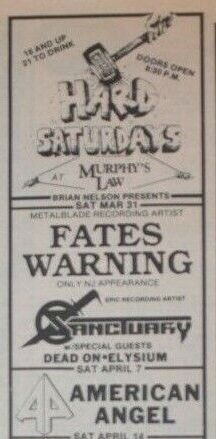 18 AND UP
21 TO DRINK
DOORS OPEN
8:30 P.M.
HARD
SATURDAYS
AT MURPHY'S
LAW
BRIAN NELSON PRESENTS
SAT MAR 31
METALBLADE RECORDING ARTIST
FATES
WARNING
ONLY NJ APPEARANCE
EPIC RECORDING ARTIST
SANCTUARY
w/SPECIAL GUESTS
DEAD ON•ELYSIUM
SAT APRIL 7
AMERICAN
ANGEL
SAT APRIL 14